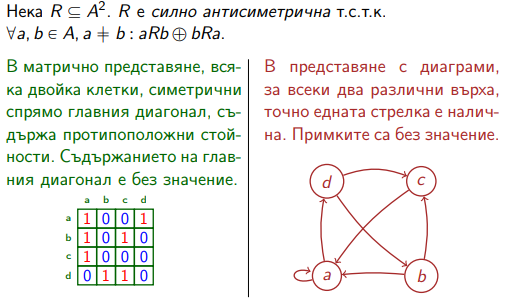 Нека R ⊆ A². R е силно антисиметрична т.с.т.к.
∀a, b ∈ A, a ≠ b : aRb ⊕ bRa.
В матрично представяне, вся-
ка двойка клетки, симетрични
спрямо главния диагонал, съ-
държа протипоположни стой-
ности. Съдържанието на глав-
ния диагонал е без значение.
a b c d
a 1 0 0 1
b 1 0 1 0
c 1 0 0 0
d 0 1 1 0
В представяне с диаграми,
за всеки два различни върха,
точно едната стрелка е налич-
на. Примките са без значение.
d c
a b